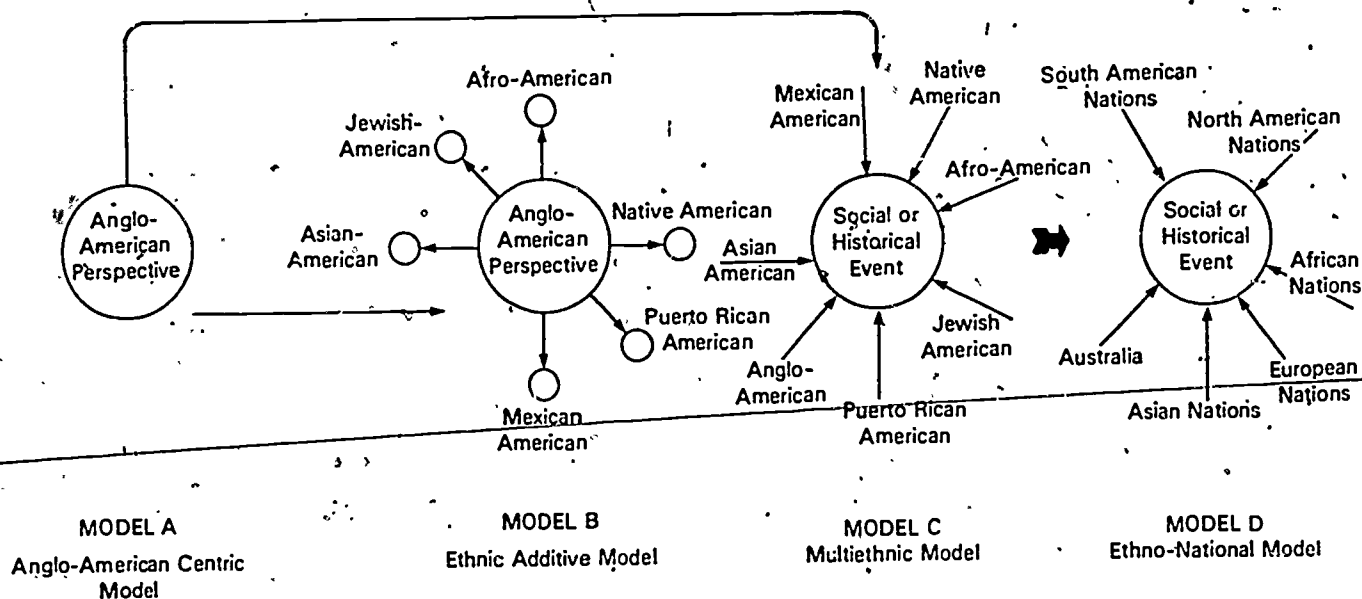 Anglo-
American
Perspective
MODEL A
Anglo-American Centric
Model
Afro-American
Jewish-
American
Asian-
American
Anglo-
American
Perspective
Native American
Puerto Rican
American
Mexican
American
MODEL B
Ethnic Additive Model
Mexican
American
Native
American
Afro-American
Asian
American
Social or
Historical
Event
Jewish
American
Anglo-
American
Puerto Rican
American
MODEL C
Multiethnic Model
South American
Nations
North American
Nations
Social or
Historical
Event
African
Nations
Australia
European
Nations
Asian Nations
MODEL D
Ethno-National Model